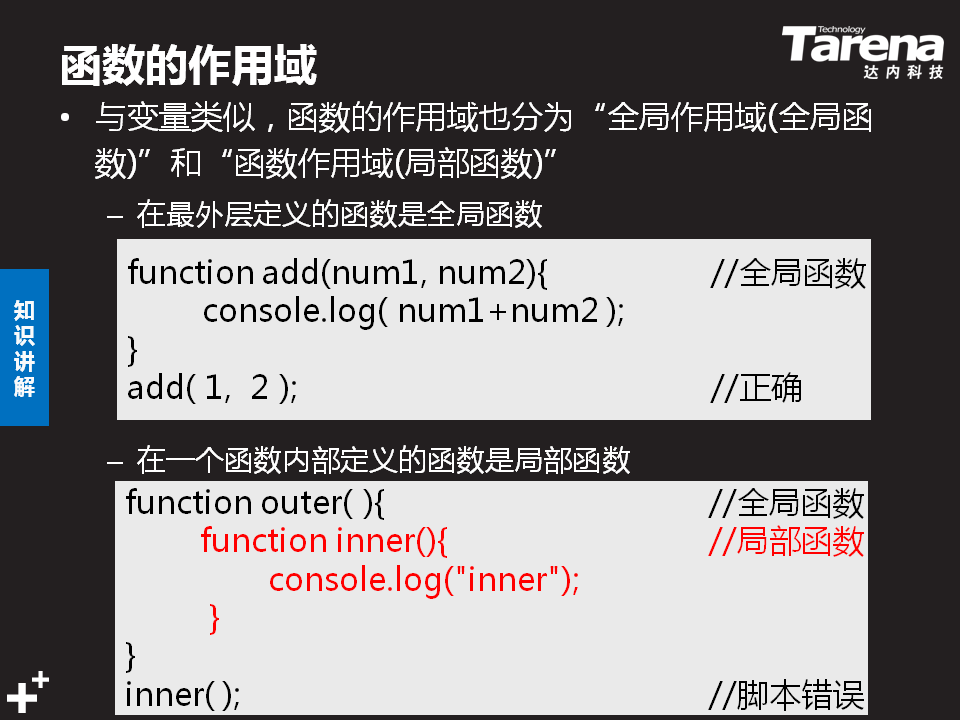 函数的作用域
Technology
Tarena
达内科技
• 与变量类似，函数的作用域也分为“全局作用域(全局函
数)”和“函数作用域(局部函数)”
– 在最外层定义的函数是全局函数
function add(num1, num2){ //全局函数
console.log( num1+num2 );
}
add( 1, 2 ); //正确
知识讲解
– 在一个函数内部定义的函数是局部函数
function outer( ){ //全局函数
function inner(){ //局部函数
console.log("inner");
}
}
inner( ); //脚本错误